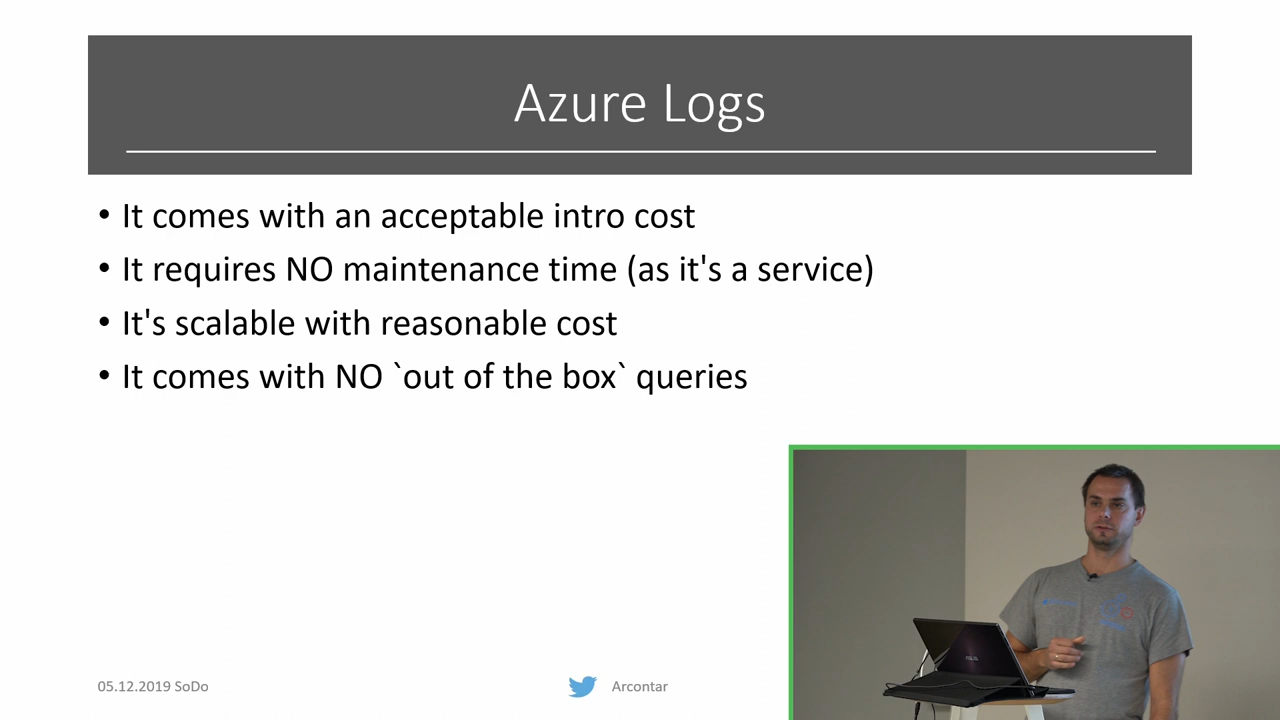 Azure Logs
• It comes with an acceptable intro cost
• It requires NO maintenance time (as it's a service)
• It's scalable with reasonable cost
• It comes with NO `out of the box` queries
ASUS
05.12.2019 SoDo
Arcontar